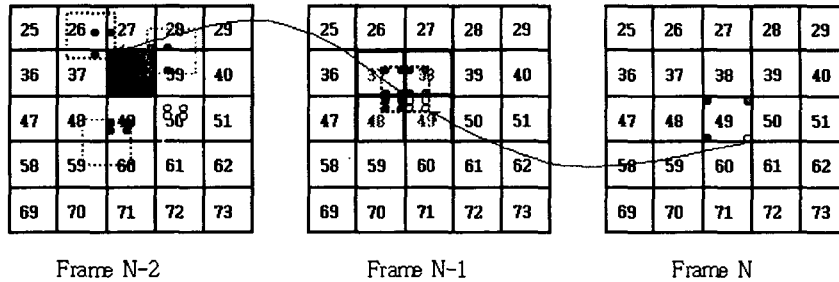 25 26 27 28 29 25 26 27 28 29 25 26 27 28 29
36 37 39 40 36 37 38 39 40 36 37 38 39 40
47 48 49 50 51 47 48 49 50 51 47 48 49 50 51
58 59 60 61 62 58 59 60 61 62 58 59 60 61 62
69 70 71 72 73 69 70 71 72 73 69 70 71 72 73
Frame N-2 Frame N-1 Frame N